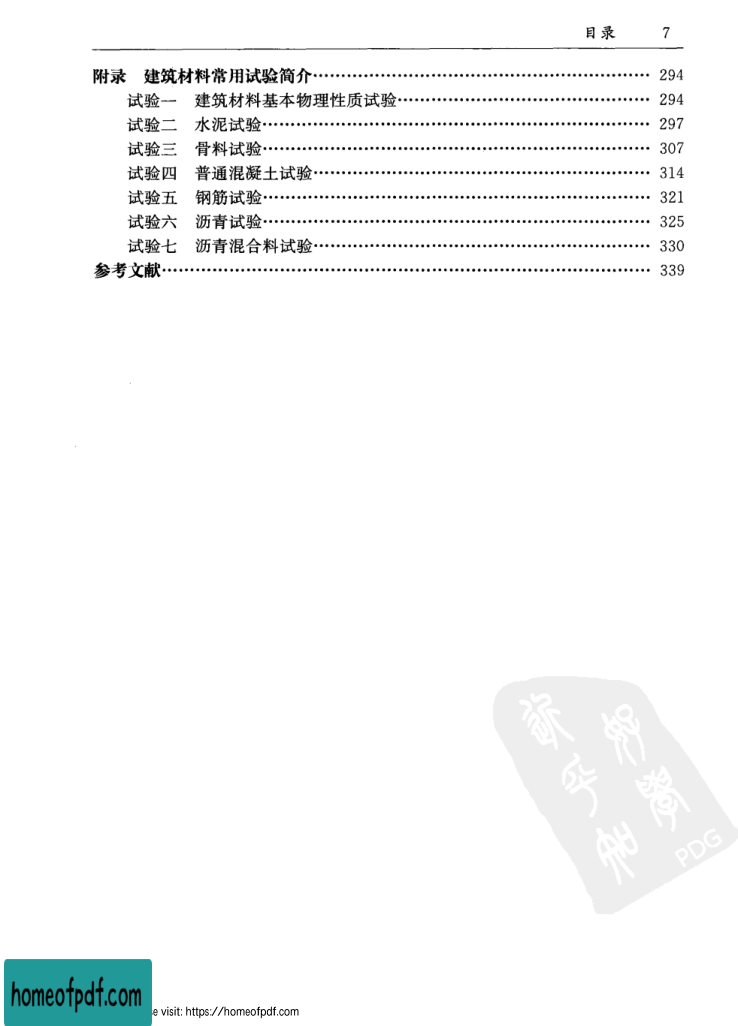 目录 7
附录 建筑材料常用试验简介…………………………………………………… 294
试验一 建筑材料基本物理性质试验……………………………………… 294
试验二 水泥试验…………………………………………………………… 297
试验三 骨料试验…………………………………………………………… 307
试验四 普通混凝土试验…………………………………………………… 314
试验五 钢筋试验…………………………………………………………… 321
试验六 沥青试验…………………………………………………………… 325
试验七 沥青混合料试验…………………………………………………… 330
参考文献…………………………………………………………………………… 339
PDG
homeofpdf.com
e visit: https://homeofpdf.com